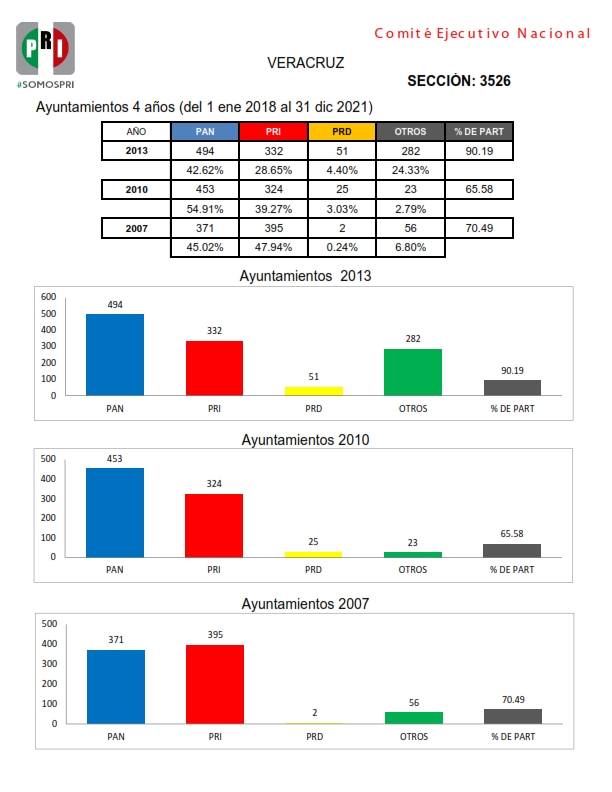 PRI
#SOMOSPRI
Comité Ejecutivo Nacional
VERACRUZ
SECCIÓN: 3526
Ayuntamientos 4 años (del 1 ene 2018 al 31 dic 2021)
AÑO PAN PRI PRD OTROS % DE PART
2013 494 332 51 282 90.19
42.62% 28.65% 4.40% 24.33%
2010 453 324 25 23 65.58
54.91% 39.27% 3.03% 2.79%
2007 371 395 2 56 70.49
45.02% 47.94% 0.24% 6.80%
Ayuntamientos 2013
600
500
400
300
200
100
0
494
332
51
282
90.19
PAN PRI PRD OTROS % DE PART
Ayuntamientos 2010
500
400
300
200
100
0
453
324
25
23
65.58
PAN PRI PRD OTROS % DE PART
Ayuntamientos 2007
500
400
300
200
100
0
371
395
2
56
70.49
PAN PRI PRD OTROS % DE PART